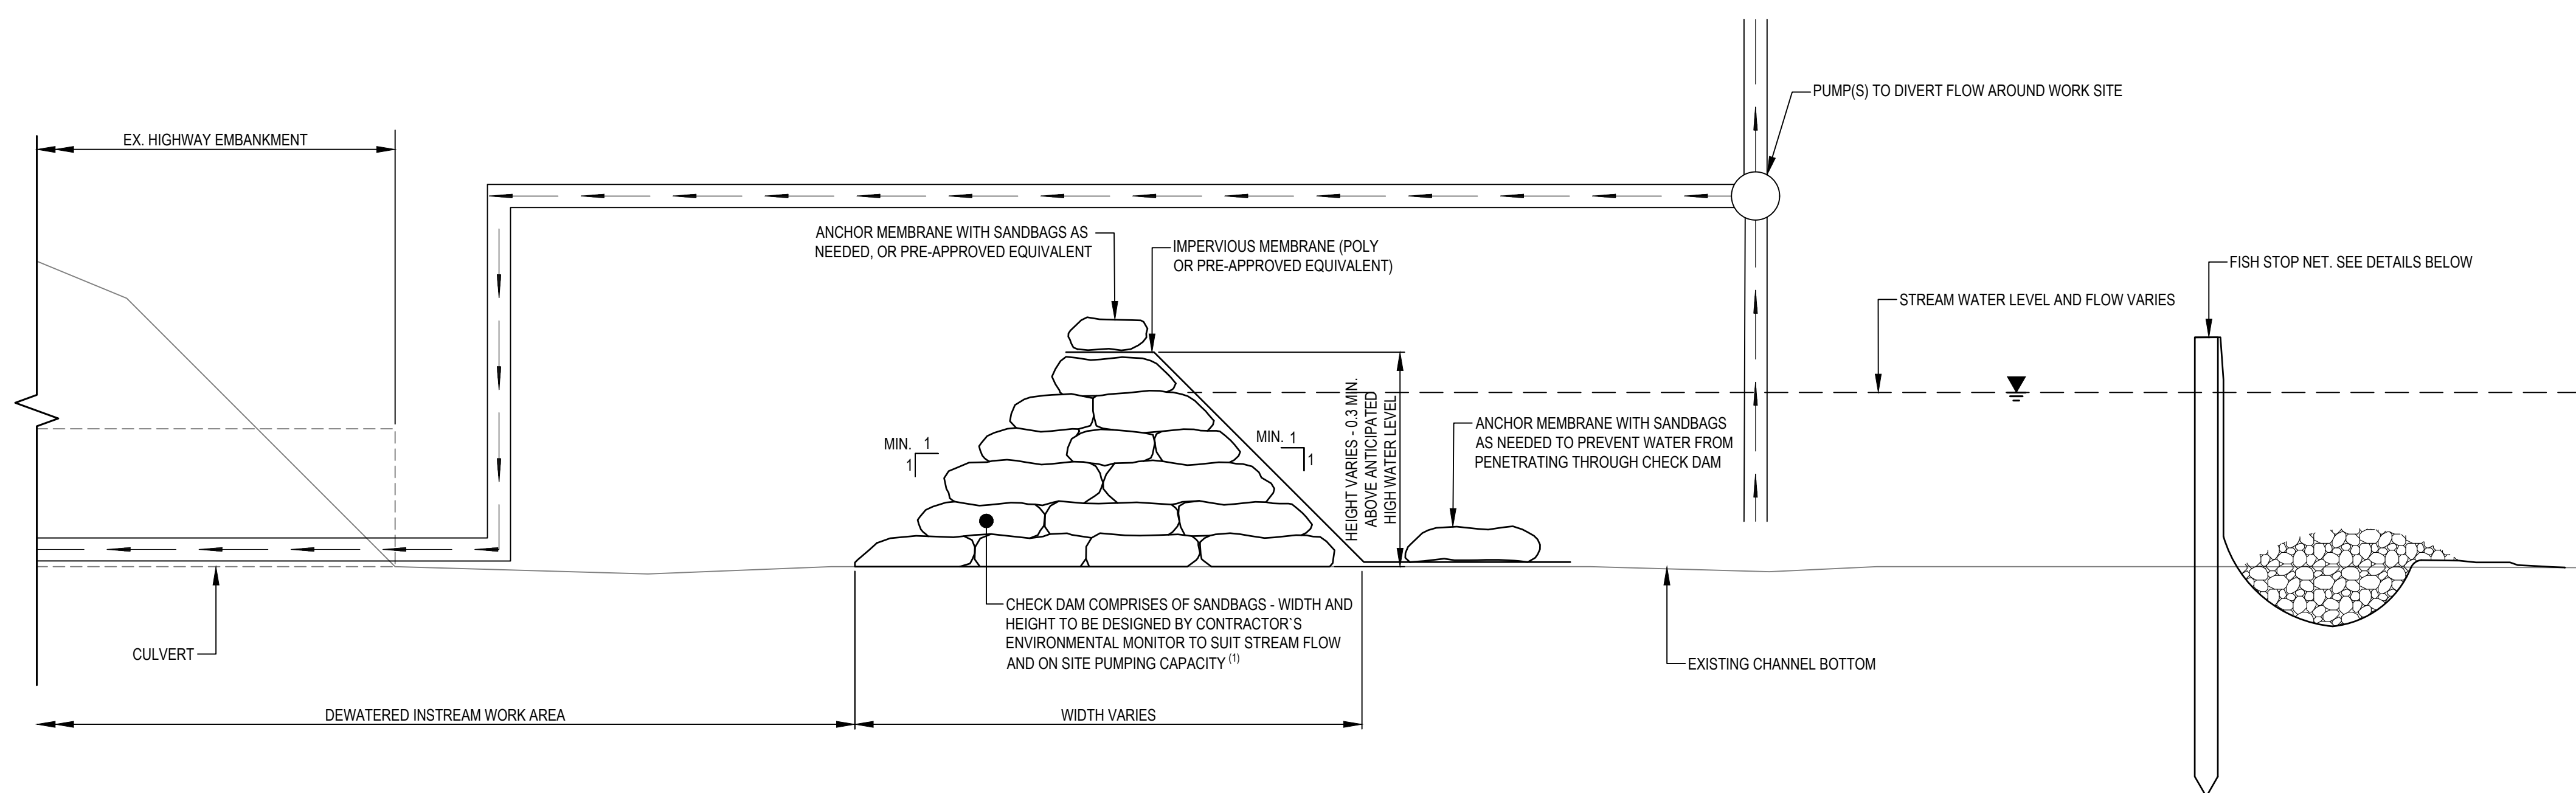 PUMP(S) TO DIVERT FLOW AROUND WORK SITE
EX. HIGHWAY EMBANKMENT
ANCHOR MEMBRANE WITH SANDBAGS AS
NEEDED, OR PRE-APPROVED EQUIVALENT
IMPERVIOUS MEMBRANE (POLY
OR PRE-APPROVED EQUIVALENT)
FISH STOP NET. SEE DETAILS BELOW
STREAM WATER LEVEL AND FLOW VARIES
MIN. 1
1
MIN. 1
1
HEIGHT VARIES - 0.3 MIN.
ABOVE ANTICIPATED
HIGH WATER LEVEL
ANCHOR MEMBRANE WITH SANDBAGS
AS NEEDED TO PREVENT WATER FROM
PENETRATING THROUGH CHECK DAM
CHECK DAM COMPRISES OF SANDBAGS - WIDTH AND
HEIGHT TO BE DESIGNED BY CONTRACTOR`S
ENVIRONMENTAL MONITOR TO SUIT STREAM FLOW
AND ON SITE PUMPING CAPACITY (1)
CULVERT
EXISTING CHANNEL BOTTOM
DEWATERED INSTREAM WORK AREA
WIDTH VARIES